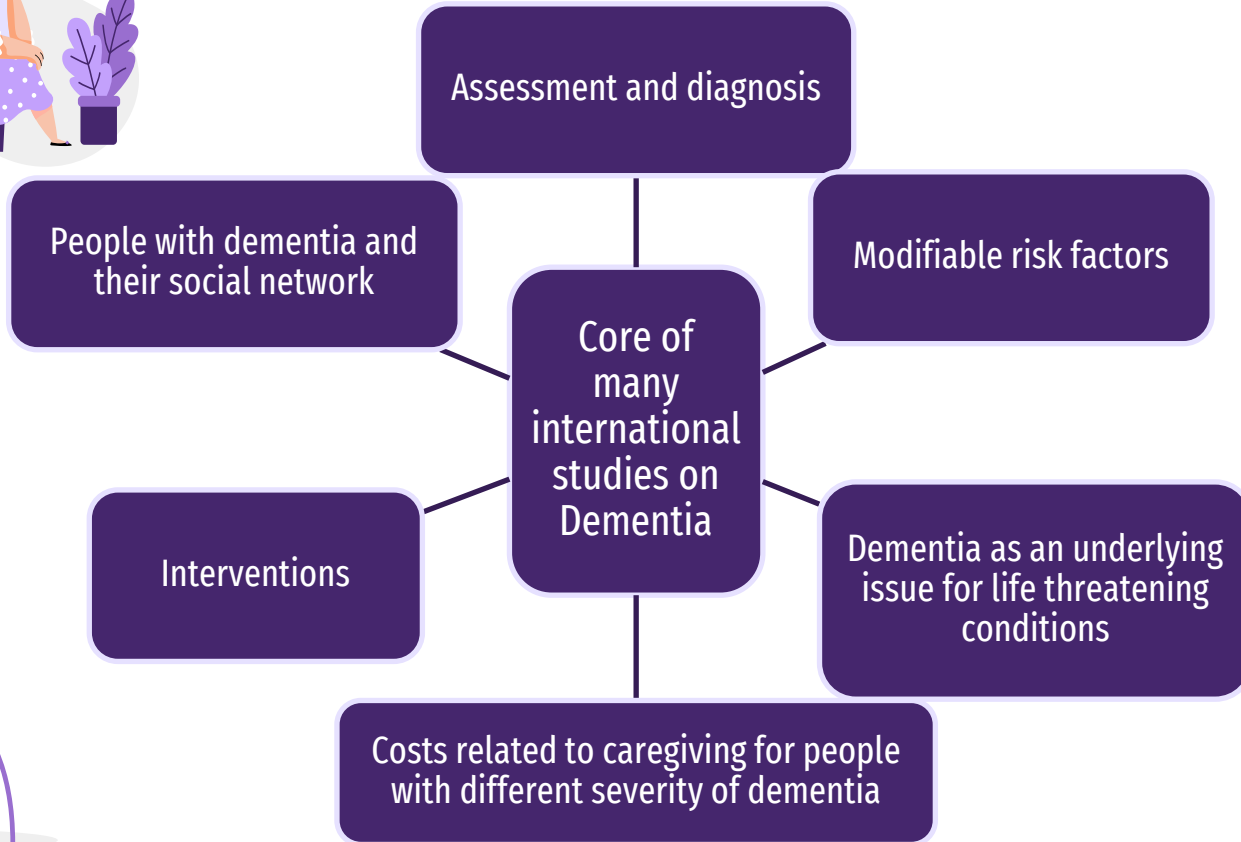 Assessment and diagnosis
People with dementia and
their social network
Modifiable risk factors
Core of
many
international
studies on
Dementia
Interventions
Dementia as an underlying
issue for life threatening
conditions
Costs related to caregiving for people
with different severity of dementia